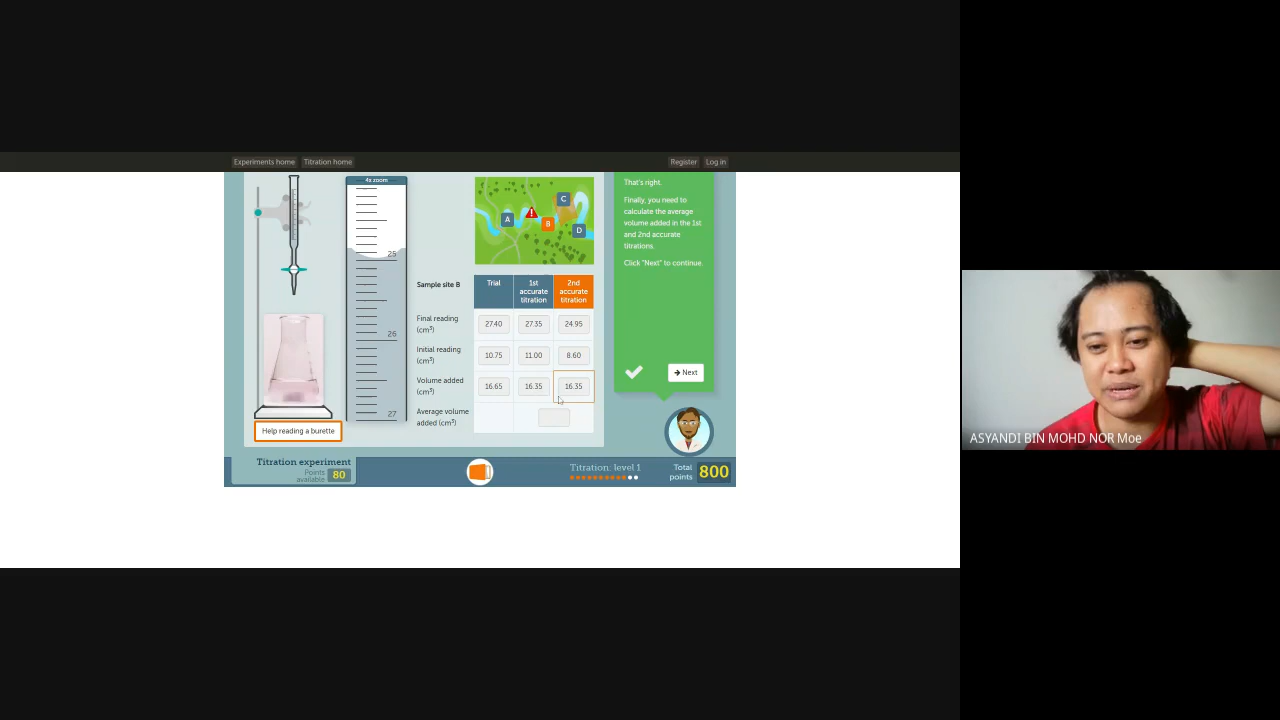 Experiments home
Titration home
Register
Log in
4x zoom
25
26
27
Help reading a burette
A
B
C
D
Sample site B
Trial
1st accurate titration
2nd accurate titration
Final reading (cm³)
27.40
27.35
24.95
Initial reading (cm³)
10.75
11.00
8.60
Volume added (cm³)
16.65
16.35
16.35
Average volume added (cm³)
That's right.
Finally, you need to
calculate the average
volume added in the 1st
and 2nd accurate
titrations.
Click "Next" to continue.
Next
Titration experiment
Points available
80
Titration: level 1
Total points
800
ASYANDI BIN MOHD NOR Moe